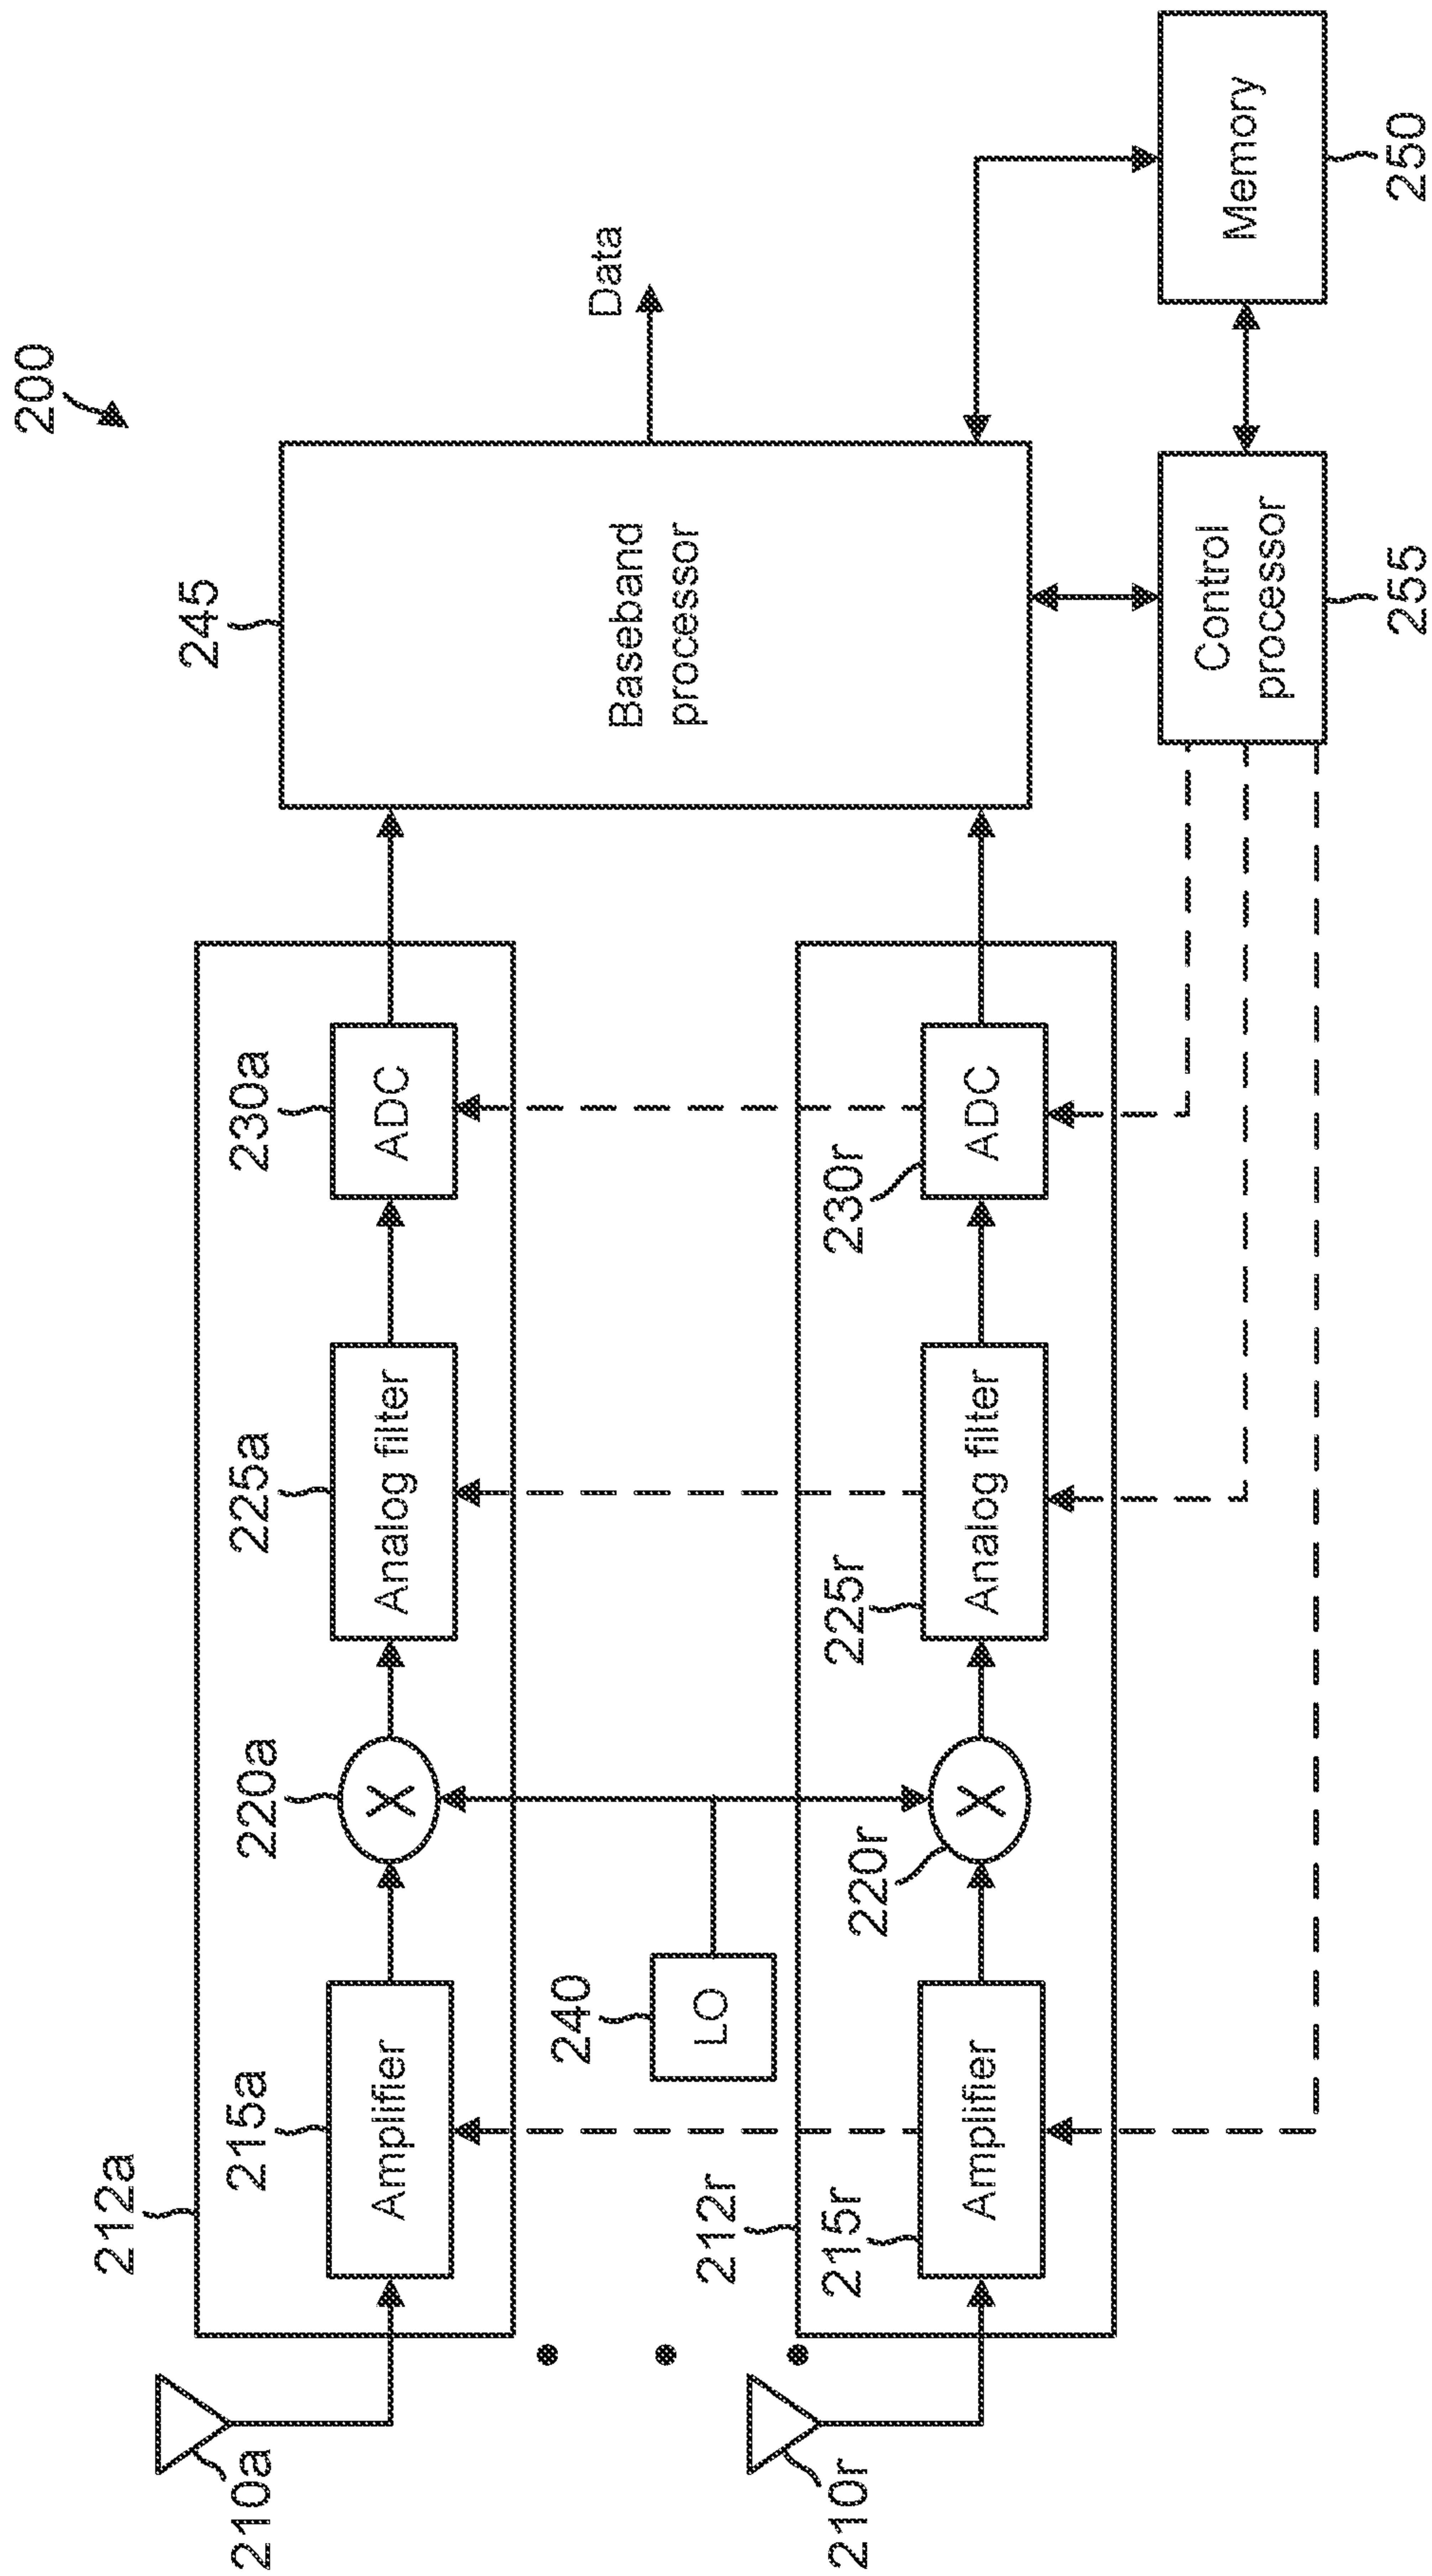 200
212a
215a
Amplifier
220a
X
225a
Analog filter
230a
ADC
210a
240
LO
245
Baseband
processor
Data
212r
215r
Amplifier
220r
X
225r
Analog filter
230r
ADC
210r
Control
processor
255
Memory
250